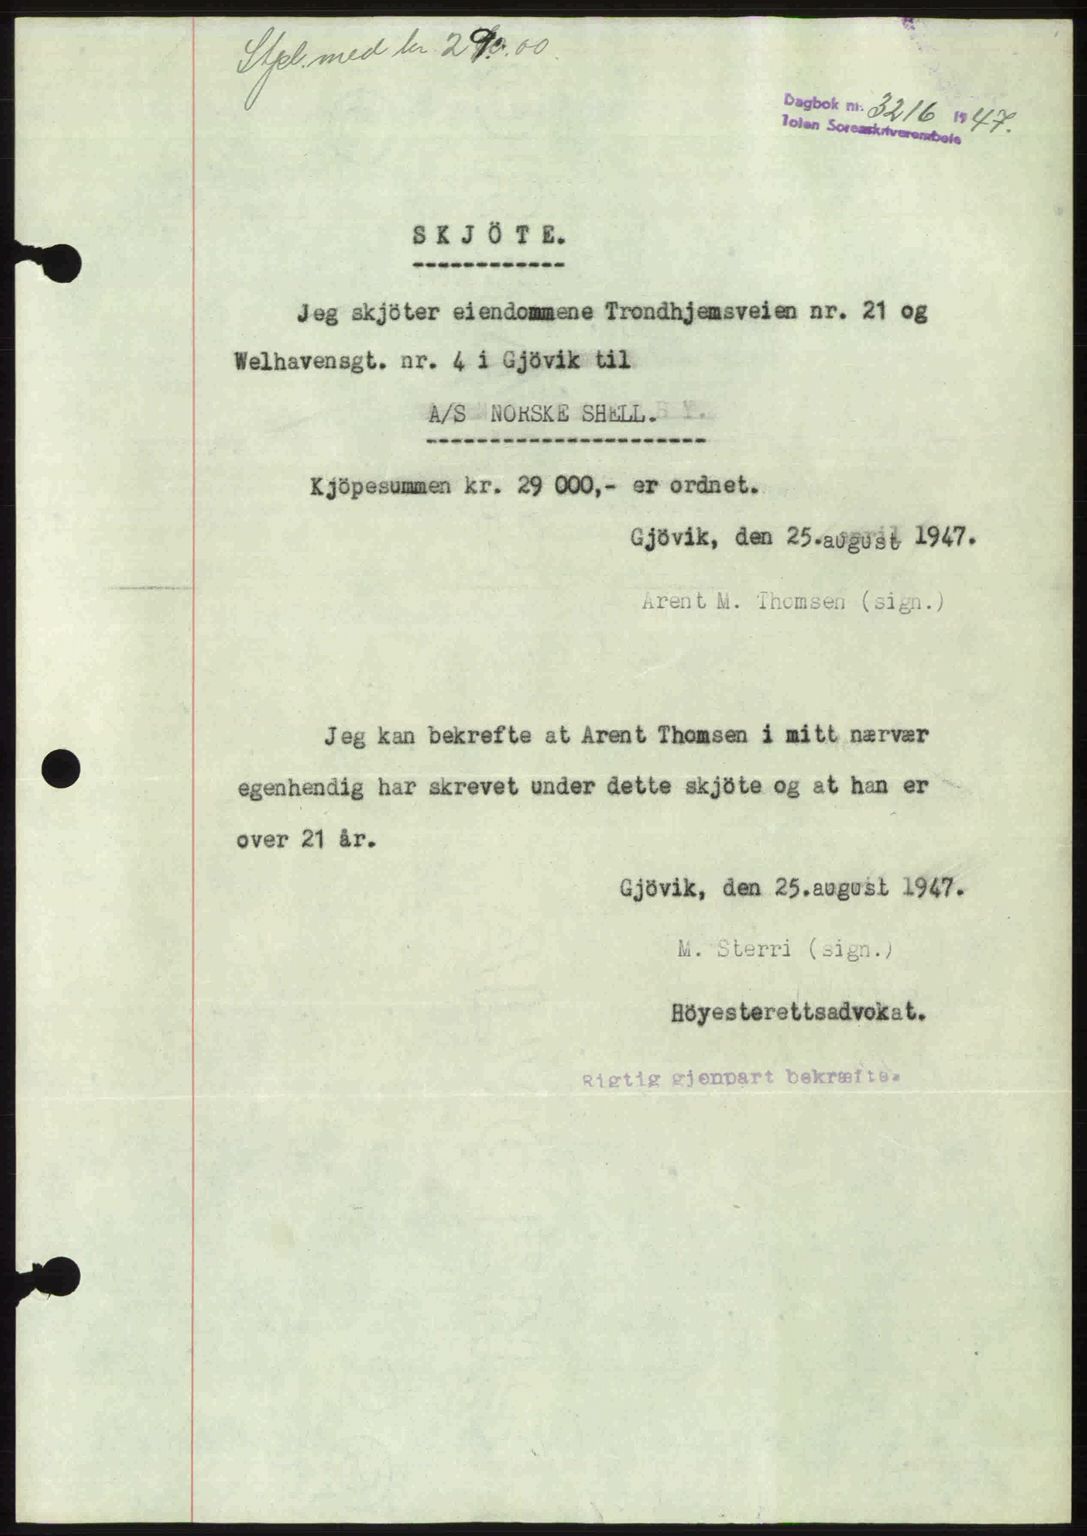 Stpl. med kr. 290.00
Dagbok nr. 3216 1947.
Toten Sorenskriverembete
SKJÖTE.
Jeg skjöter eiendommene Trondhjemsveien nr. 21 og
Welhavensgt. nr. 4 i Gjövik til
A/S NORSKE SHELL.
Kjöpesummen kr. 29 000,- er ordnet.
Gjövik, den 25.august 1947.
Arent M. Thomsen (sign.)
Jeg kan bekrefte at Arent Thomsen i mitt nærvær
egenhendig har skrevet under dette skjöte og at han er
over 21 år.
Gjövik, den 25.august 1947.
M. Sterri (sign.)
Höyesterettsadvokat.
Rigtig gjenpart bekræftes